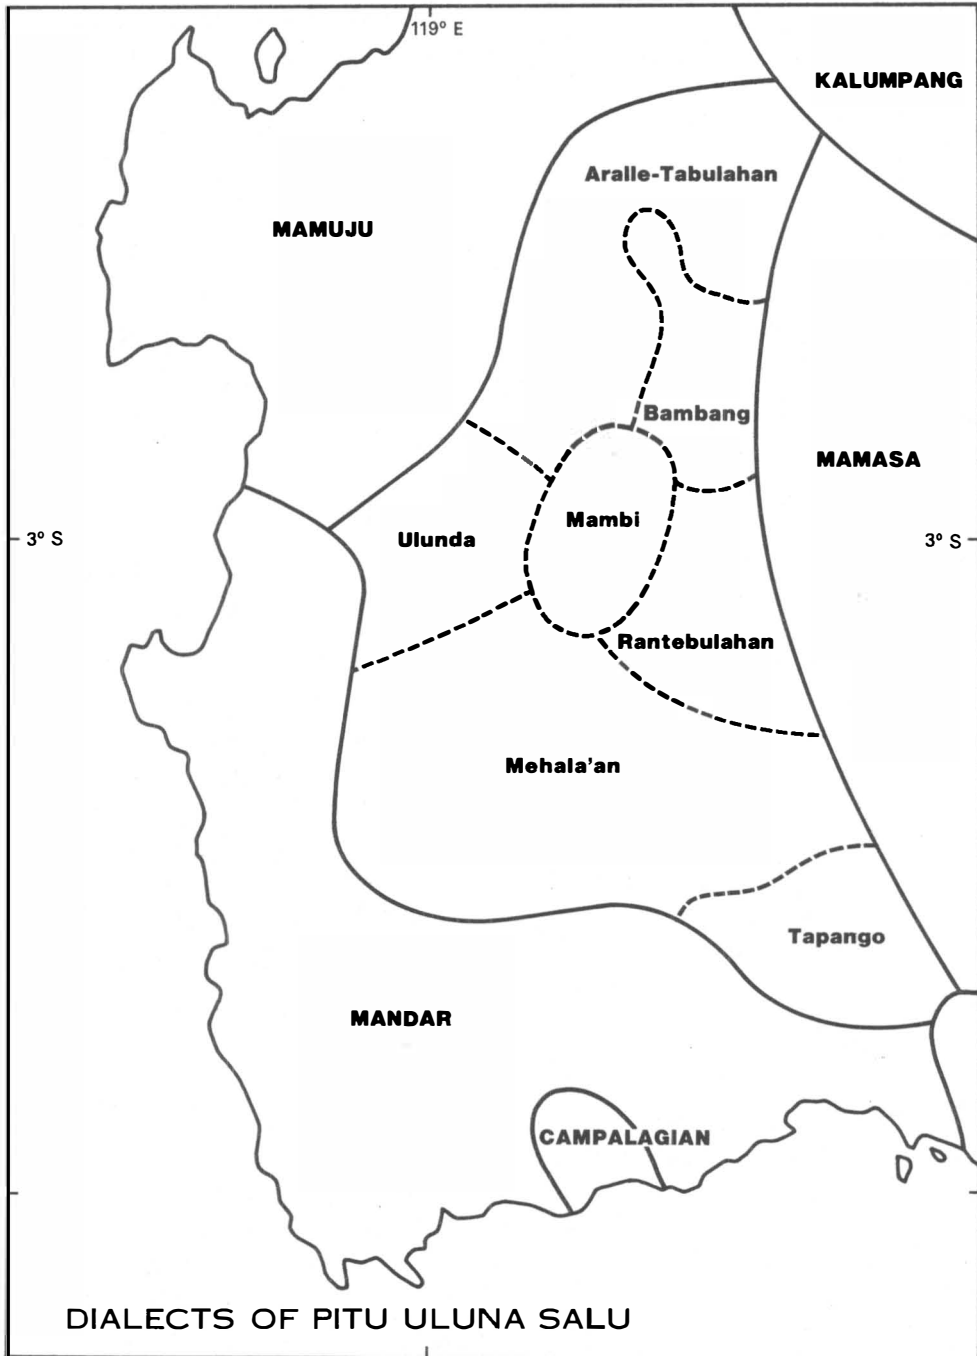 119° E
KALUMPANG
Aralle-Tabulahan
MAMUJU
Bambang
MAMASA
Mambi
Ulunda
3° S
3° S
Rantebulahan
Mehala'an
Tapango
MANDAR
CAMPALAGIAN
DIALECTS OF PITU ULUNA SALU